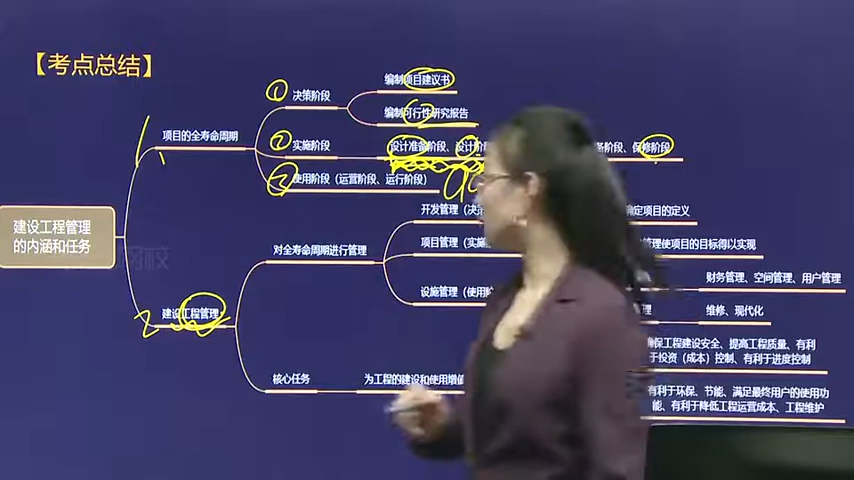 【考点总结】
编制项目建议书
① 决策阶段
编制可行性研究报告
1、 项目的全寿命周期
② 实施阶段
设计准备阶段、设计阶
备阶段、保修阶段
③ 使用阶段（运营阶段、运行阶段）
建设工程管理
的内涵和任务
开发管理（决
确定项目的定义
对全寿命周期进行管理
项目管理（实施
管理使项目的目标得以实现
设施管理（使用阶
财务管理、空间管理、用户管理
理
维修、现代化
2 建设工程管理
确保工程建设安全、提高工程质量、有利
于投资（成本）控制、有利于进度控制
核心任务
为工程的建设和使用增值
有利于环保、节能、满足最终用户的使用功
能、有利于降低工程运营成本、工程维护